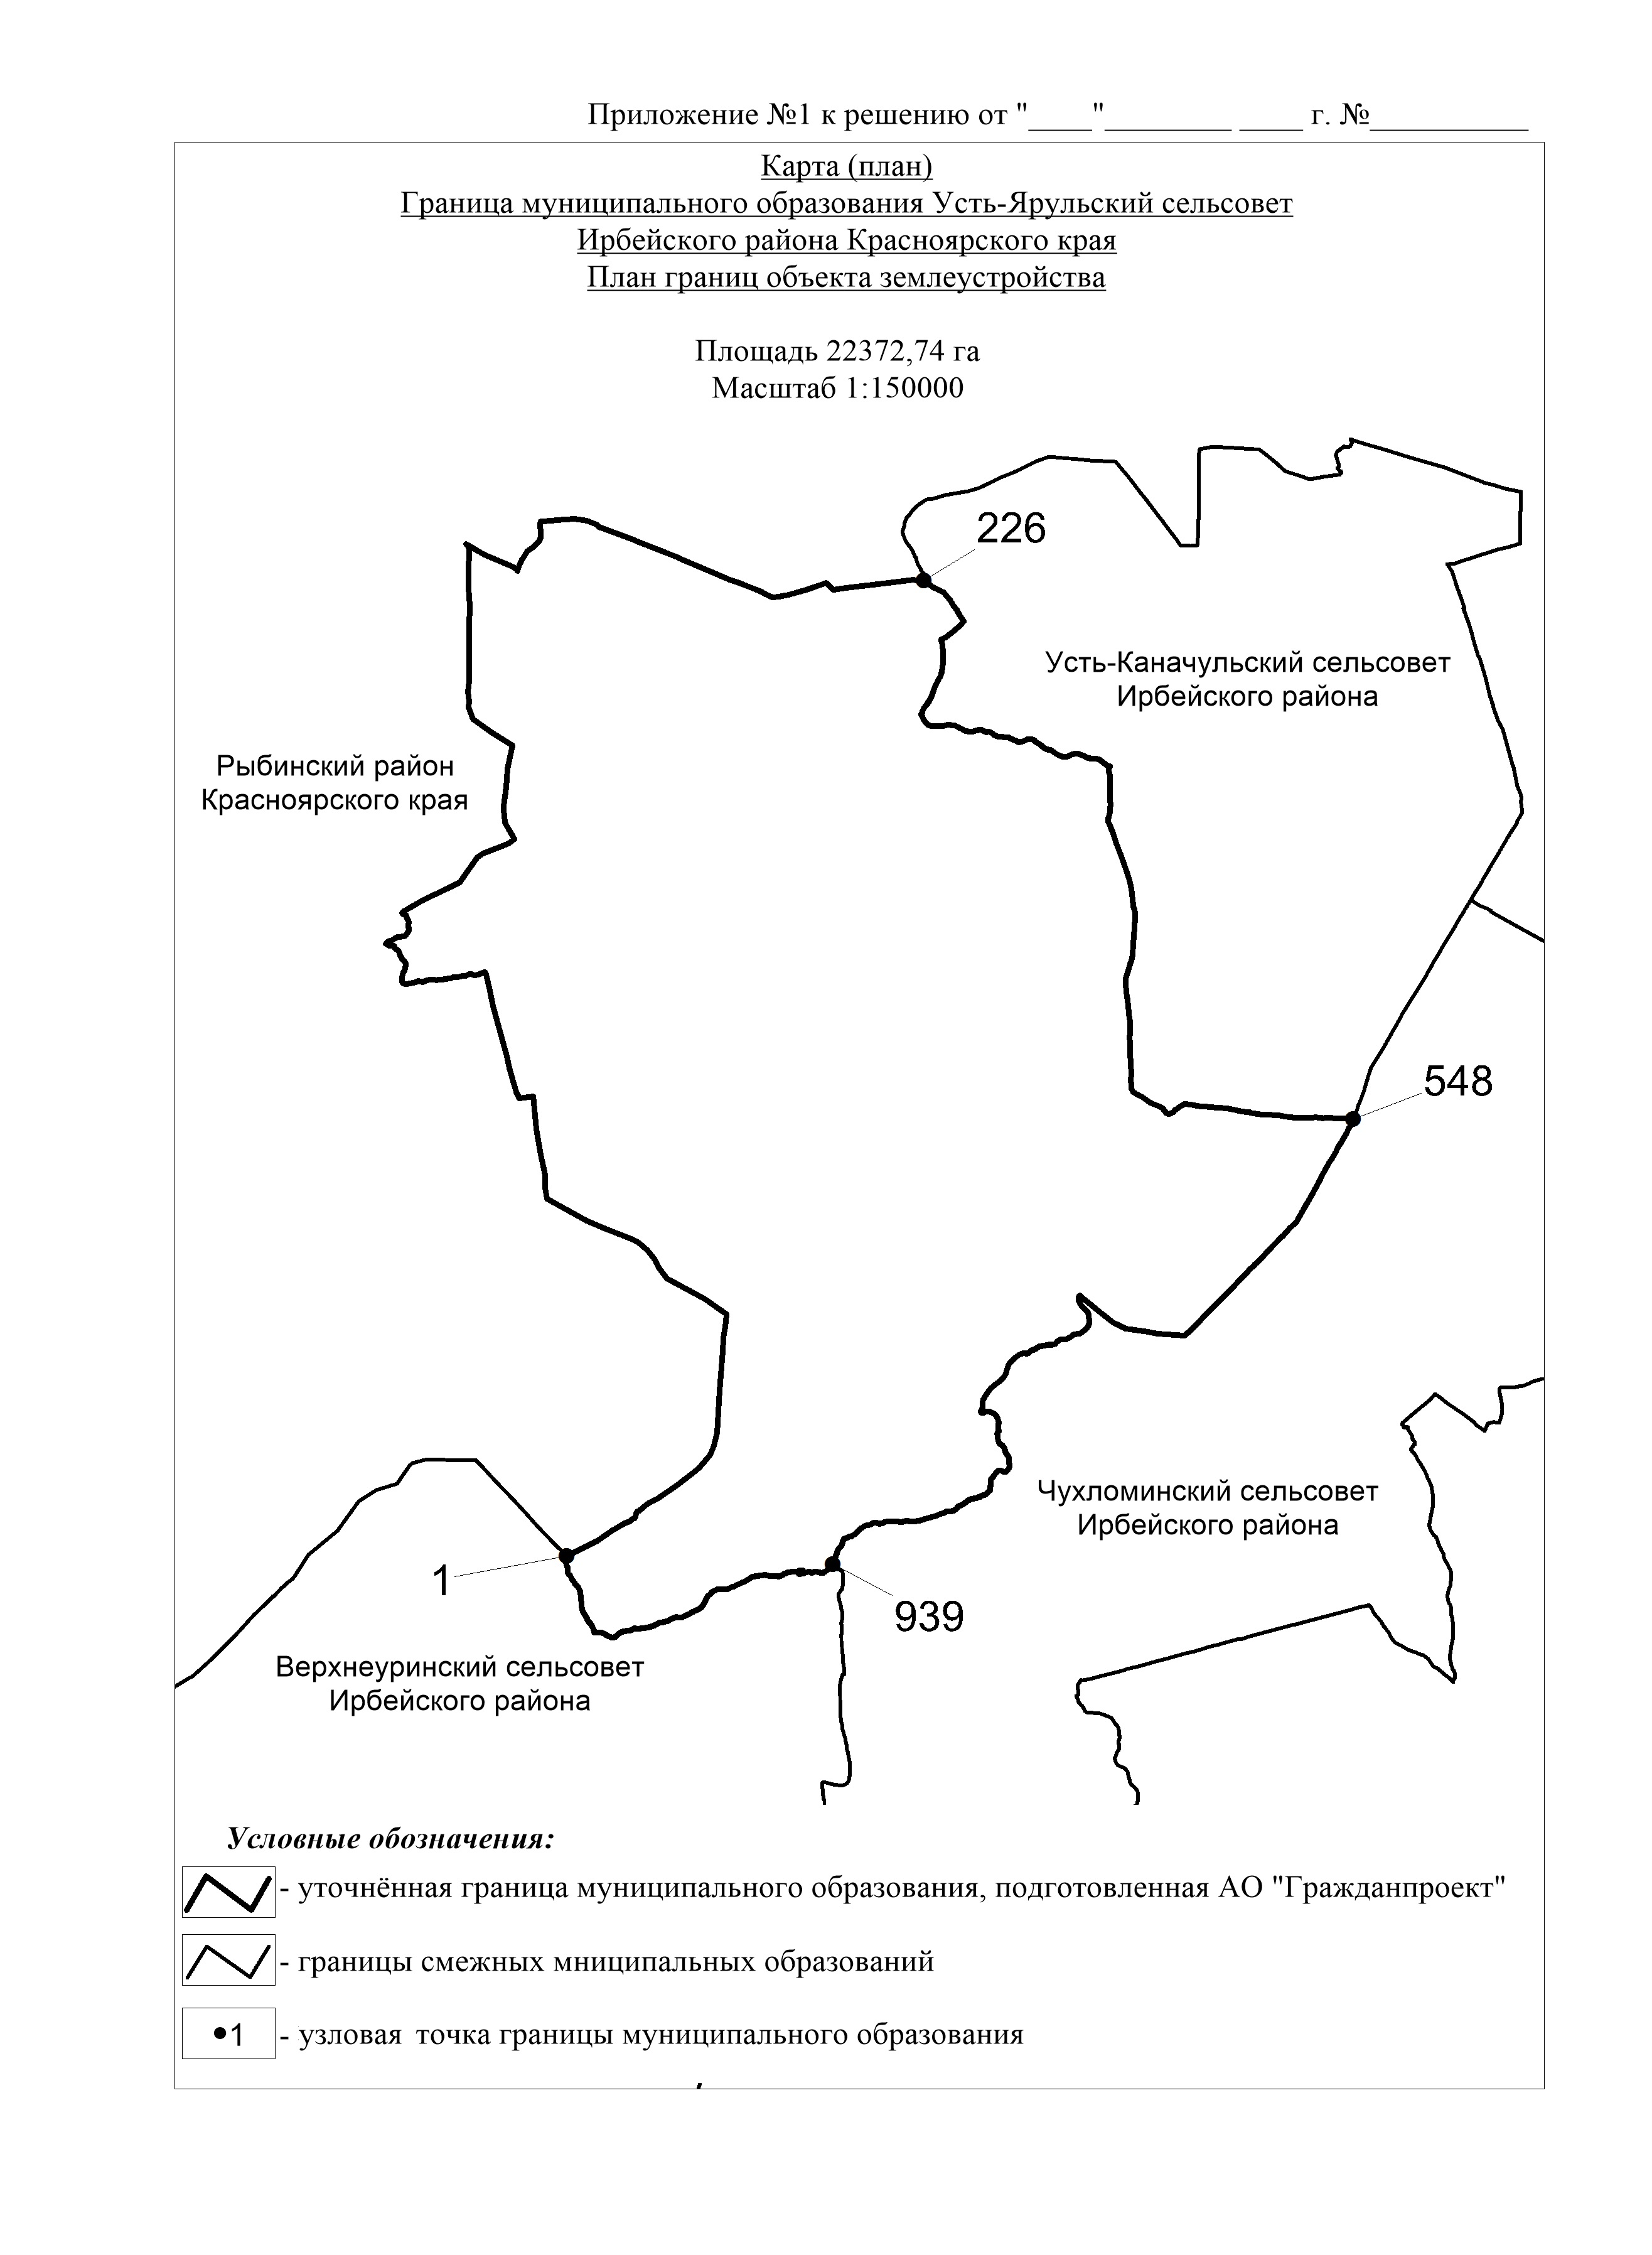 Приложение №1 к решению от "____"________ ____ г. №__________
Карта (план)
Граница муниципального образования Усть-Ярульский сельсовет
Ирбейского района Красноярского края
План границ объекта землеустройства
Площадь 22372,74 га
Масштаб 1:150000
226
Усть-Каначульский сельсовет
Ирбейского района
Рыбинский район
Красноярского края
548
Чухломинский сельсовет
Ирбейского района
1
939
Верхнеуринский сельсовет
Ирбейского района
Условные обозначения:
- уточнённая граница муниципального образования, подготовленная АО "Гражданпроект"
- границы смежных мниципальных образований
1 - узловая точка границы муниципального образования